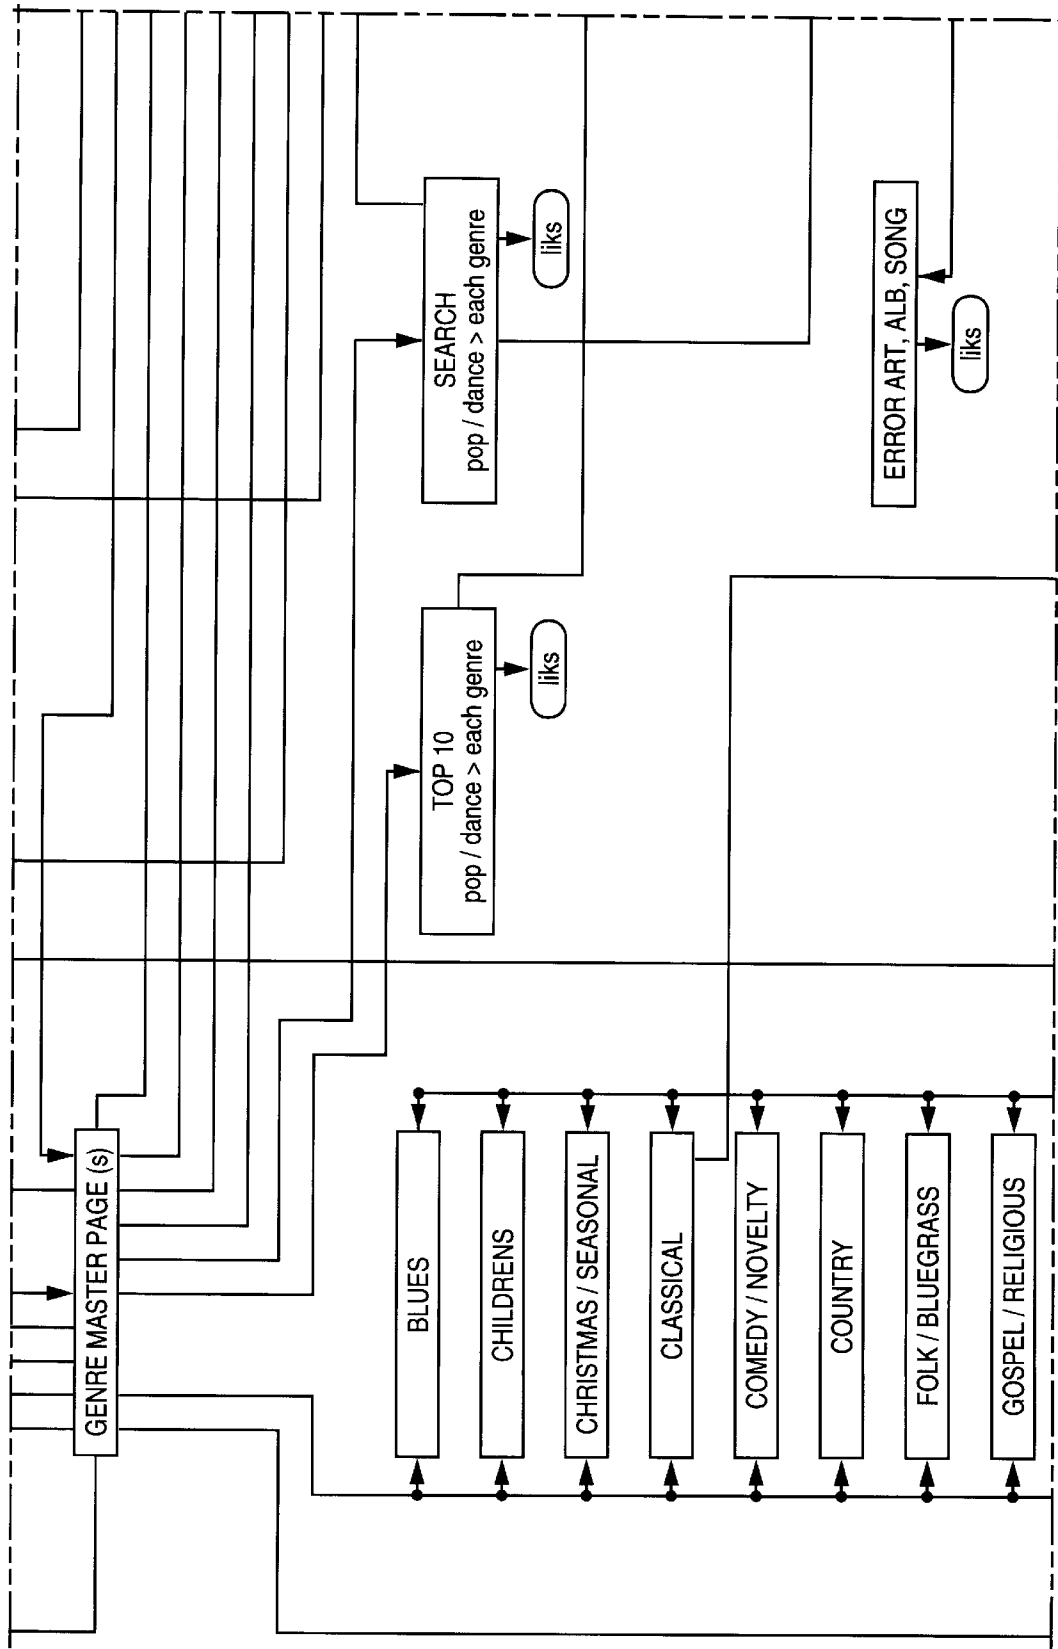 GENRE MASTER PAGE (s)
BLUES
CHILDRENS
CHRISTMAS / SEASONAL
CLASSICAL
COMEDY / NOVELTY
COUNTRY
FOLK / BLUEGRASS
GOSPEL / RELIGIOUS
TOP 10
pop / dance > each genre
liks
SEARCH
pop / dance > each genre
liks
ERROR ART, ALB, SONG
liks